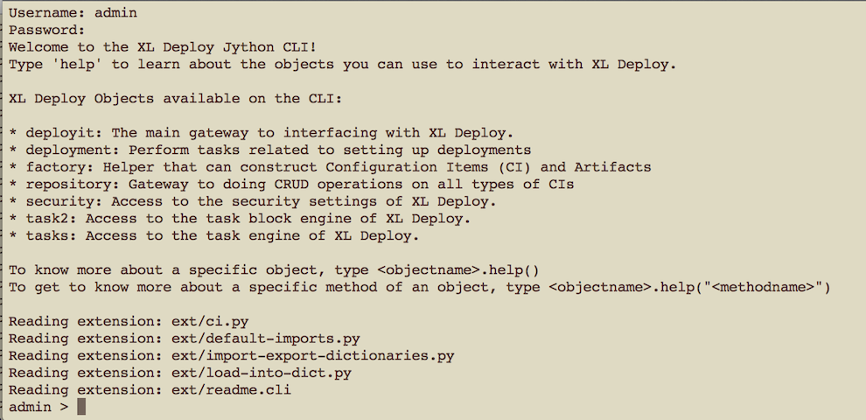 Username: admin
Password:
Welcome to the XL Deploy Jython CLI!
Type 'help' to learn about the objects you can use to interact with XL Deploy.
XL Deploy Objects available on the CLI:
* deployit: The main gateway to interfacing with XL Deploy.
* deployment: Perform tasks related to setting up deployments
* factory: Helper that can construct Configuration Items (CI) and Artifacts
* repository: Gateway to doing CRUD operations on all types of CIs
* security: Access to the security settings of XL Deploy.
* task2: Access to the task block engine of XL Deploy.
* tasks: Access to the task engine of XL Deploy.
To know more about a specific object, type <objectname>.help()
To get to know more about a specific method of an object, type <objectname>.help("<methodname>")
Reading extension: ext/ci.py
Reading extension: ext/default-imports.py
Reading extension: ext/import-export-dictionaries.py
Reading extension: ext/load-into-dict.py
Reading extension: ext/readme.cli
admin >